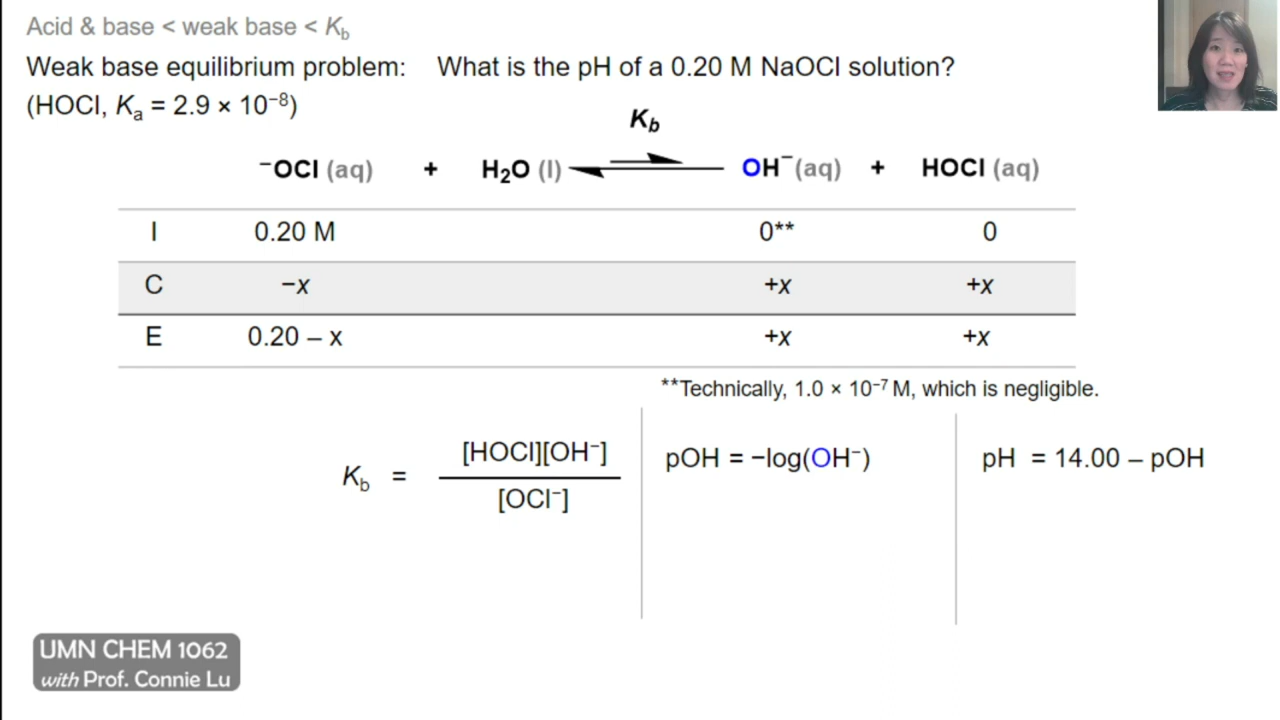 Acid & base < weak base < K_b
Weak base equilibrium problem: What is the pH of a 0.20 M NaOCl solution?
(HOCl, Kₐ = 2.9 × 10⁻⁸)
K_b
⁻OCl (aq) + H₂O (l) ⇌ OH⁻ (aq) + HOCl (aq)
I 0.20 M 0** 0
C −x +x +x
E 0.20 – x +x +x
**Technically, 1.0 × 10⁻⁷ M, which is negligible.
K_b = [HOCl][OH⁻] / [OCl⁻]
pOH = −log(OH⁻)
pH = 14.00 – pOH
UMN CHEM 1062
with Prof. Connie Lu